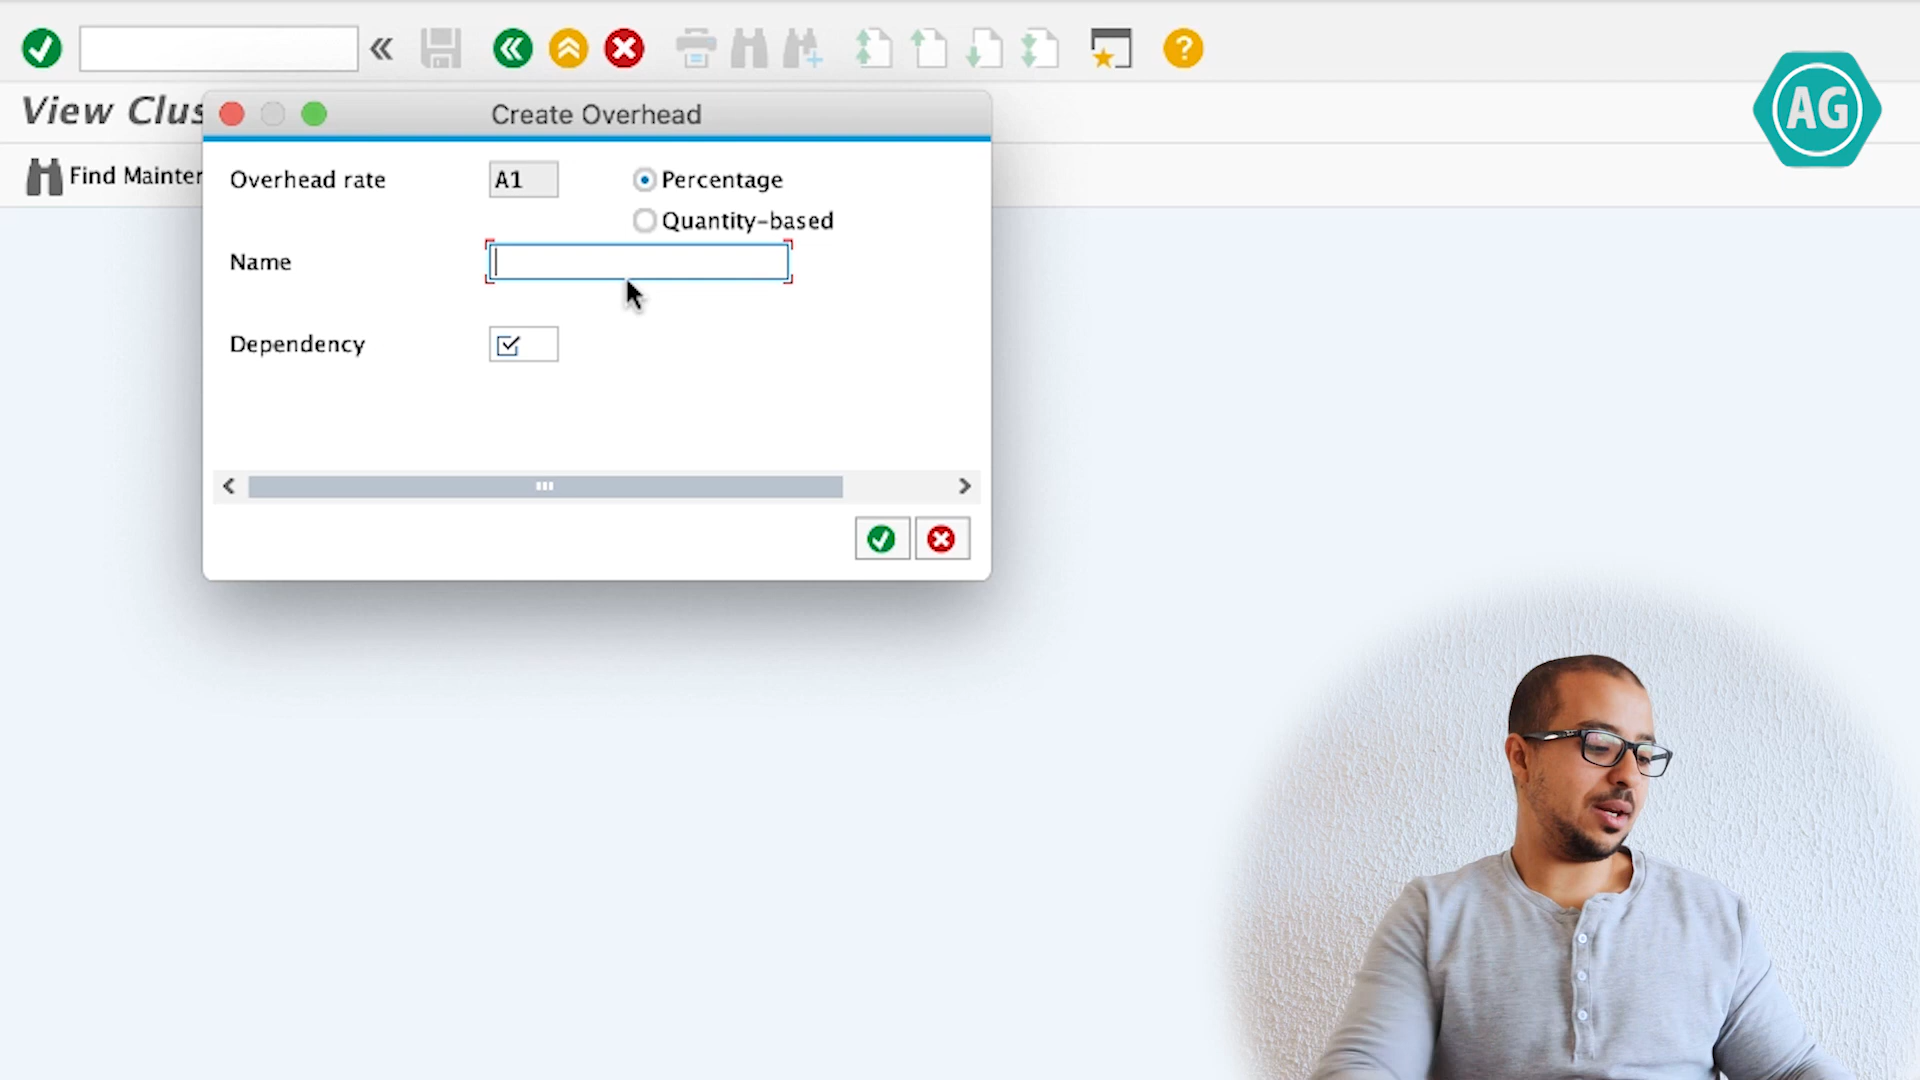 View Clus
AG
Create Overhead
Find Mainter
Overhead rate
A1
Percentage
Quantity-based
Name
Dependency